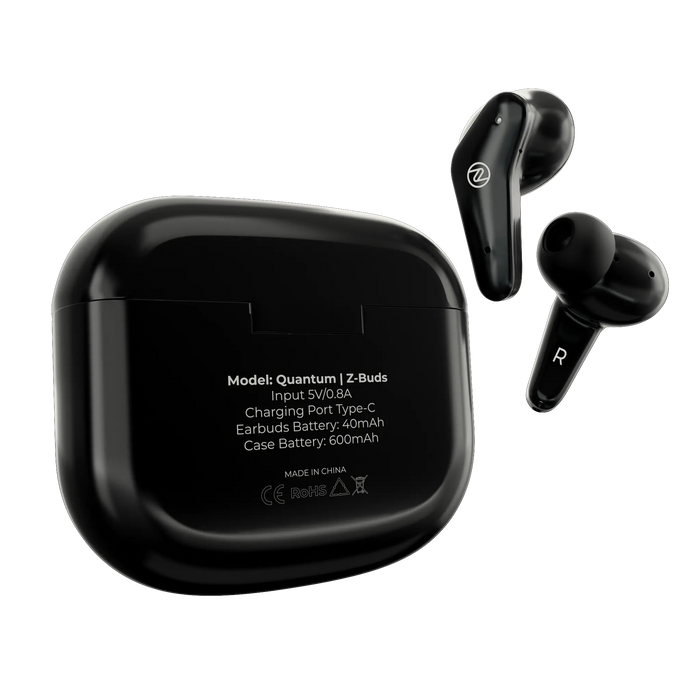 Model: Quantum | Z-Buds
Input 5V/0.8A
Charging Port Type-C
Earbuds Battery: 40mAh
Case Battery: 600mAh
MADE IN CHINA
CE RoHS
R